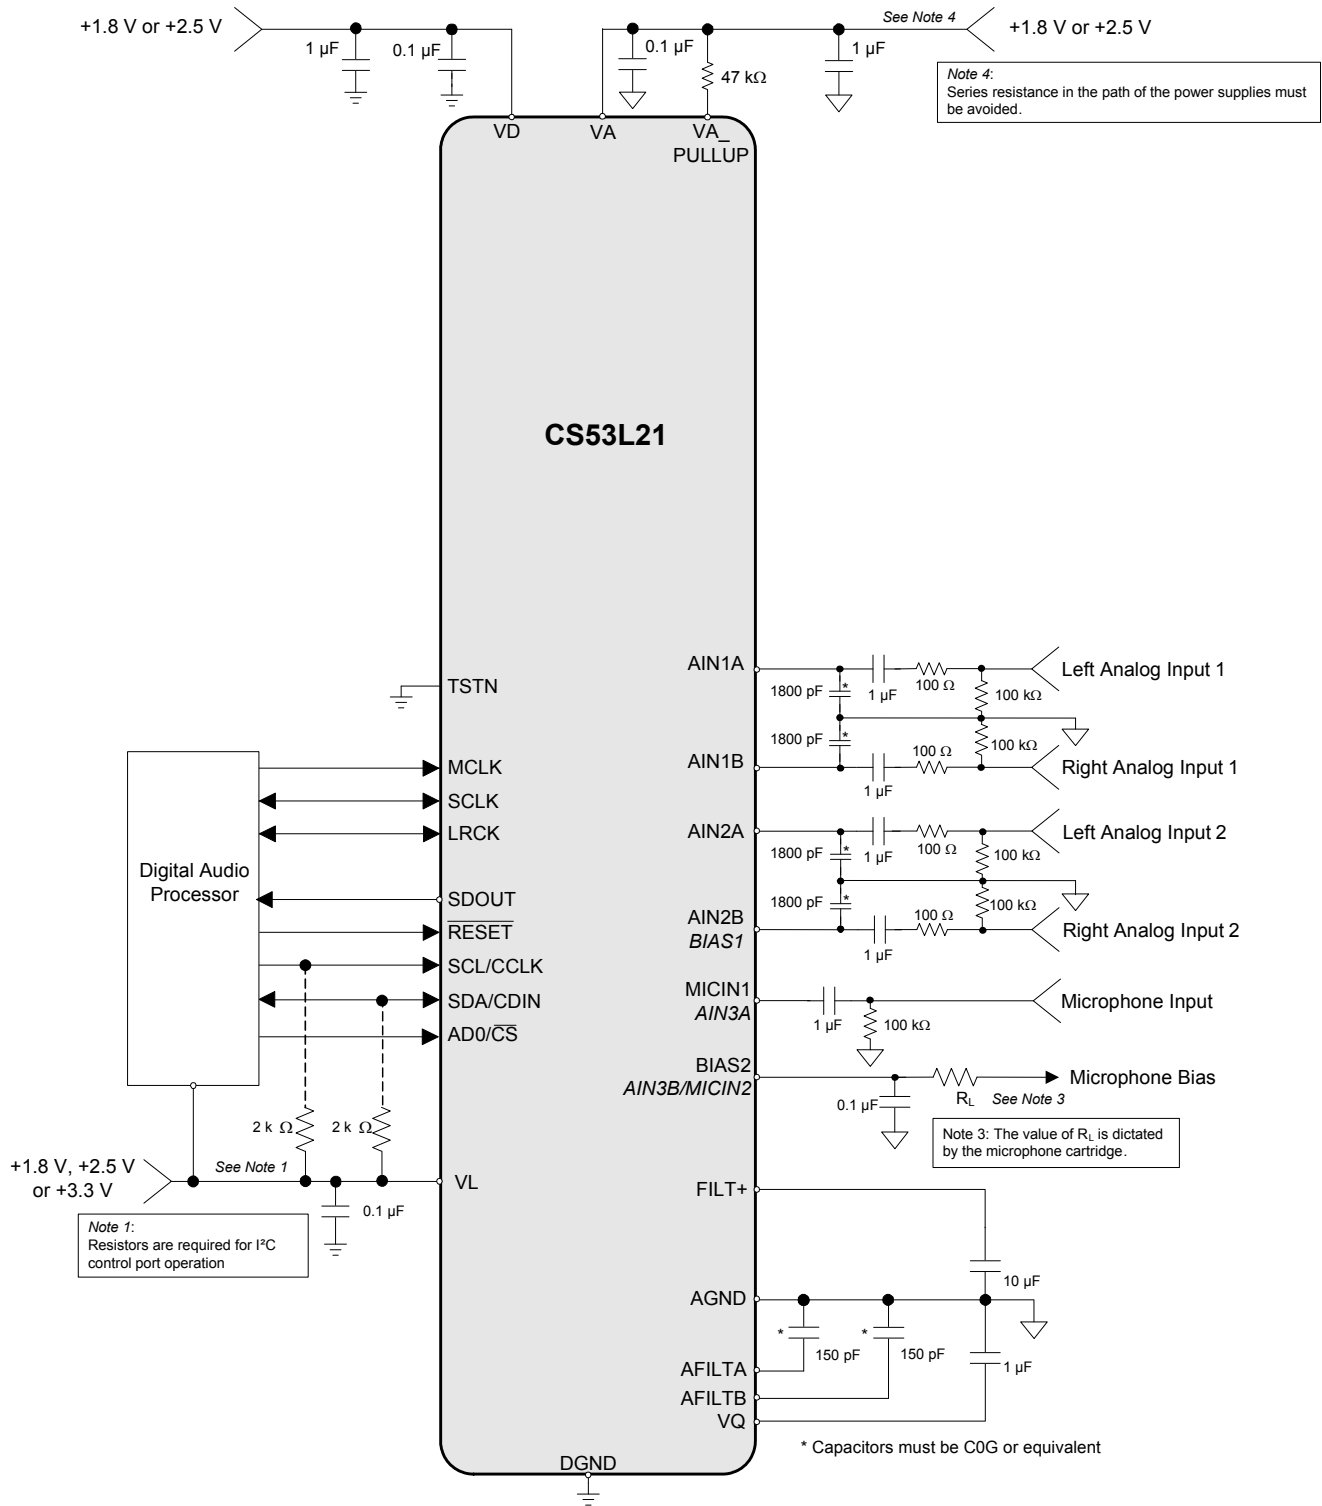 +1.8 V or +2.5 V
1 µF
0.1 µF
0.1 µF
47 kΩ
1 µF
See Note 4
+1.8 V or +2.5 V
Note 4:
Series resistance in the path of the power supplies must
be avoided.
VD
VA
VA_
PULLUP
CS53L21
TSTN
MCLK
SCLK
LRCK
SDOUT
RESET
SCL/CCLK
SDA/CDIN
AD0/CS
Digital Audio
Processor
2 k Ω
2 k Ω
+1.8 V, +2.5 V
or +3.3 V
See Note 1
VL
0.1 µF
Note 1:
Resistors are required for I²C
control port operation
AIN1A
1800 pF
*
1 µF
100 Ω
100 kΩ
Left Analog Input 1
AIN1B
1800 pF
*
1 µF
100 Ω
100 kΩ
Right Analog Input 1
AIN2A
1800 pF
*
1 µF
100 Ω
100 kΩ
Left Analog Input 2
AIN2B
BIAS1
1800 pF
*
1 µF
100 Ω
100 kΩ
Right Analog Input 2
MICIN1
AIN3A
1 µF
100 kΩ
Microphone Input
BIAS2
AIN3B/MICIN2
0.1 µF
RL
See Note 3
Microphone Bias
Note 3: The value of RL is dictated
by the microphone cartridge.
FILT+
10 µF
AGND
*
150 pF
*
150 pF
1 µF
AFILTA
AFILTB
VQ
* Capacitors must be C0G or equivalent
DGND